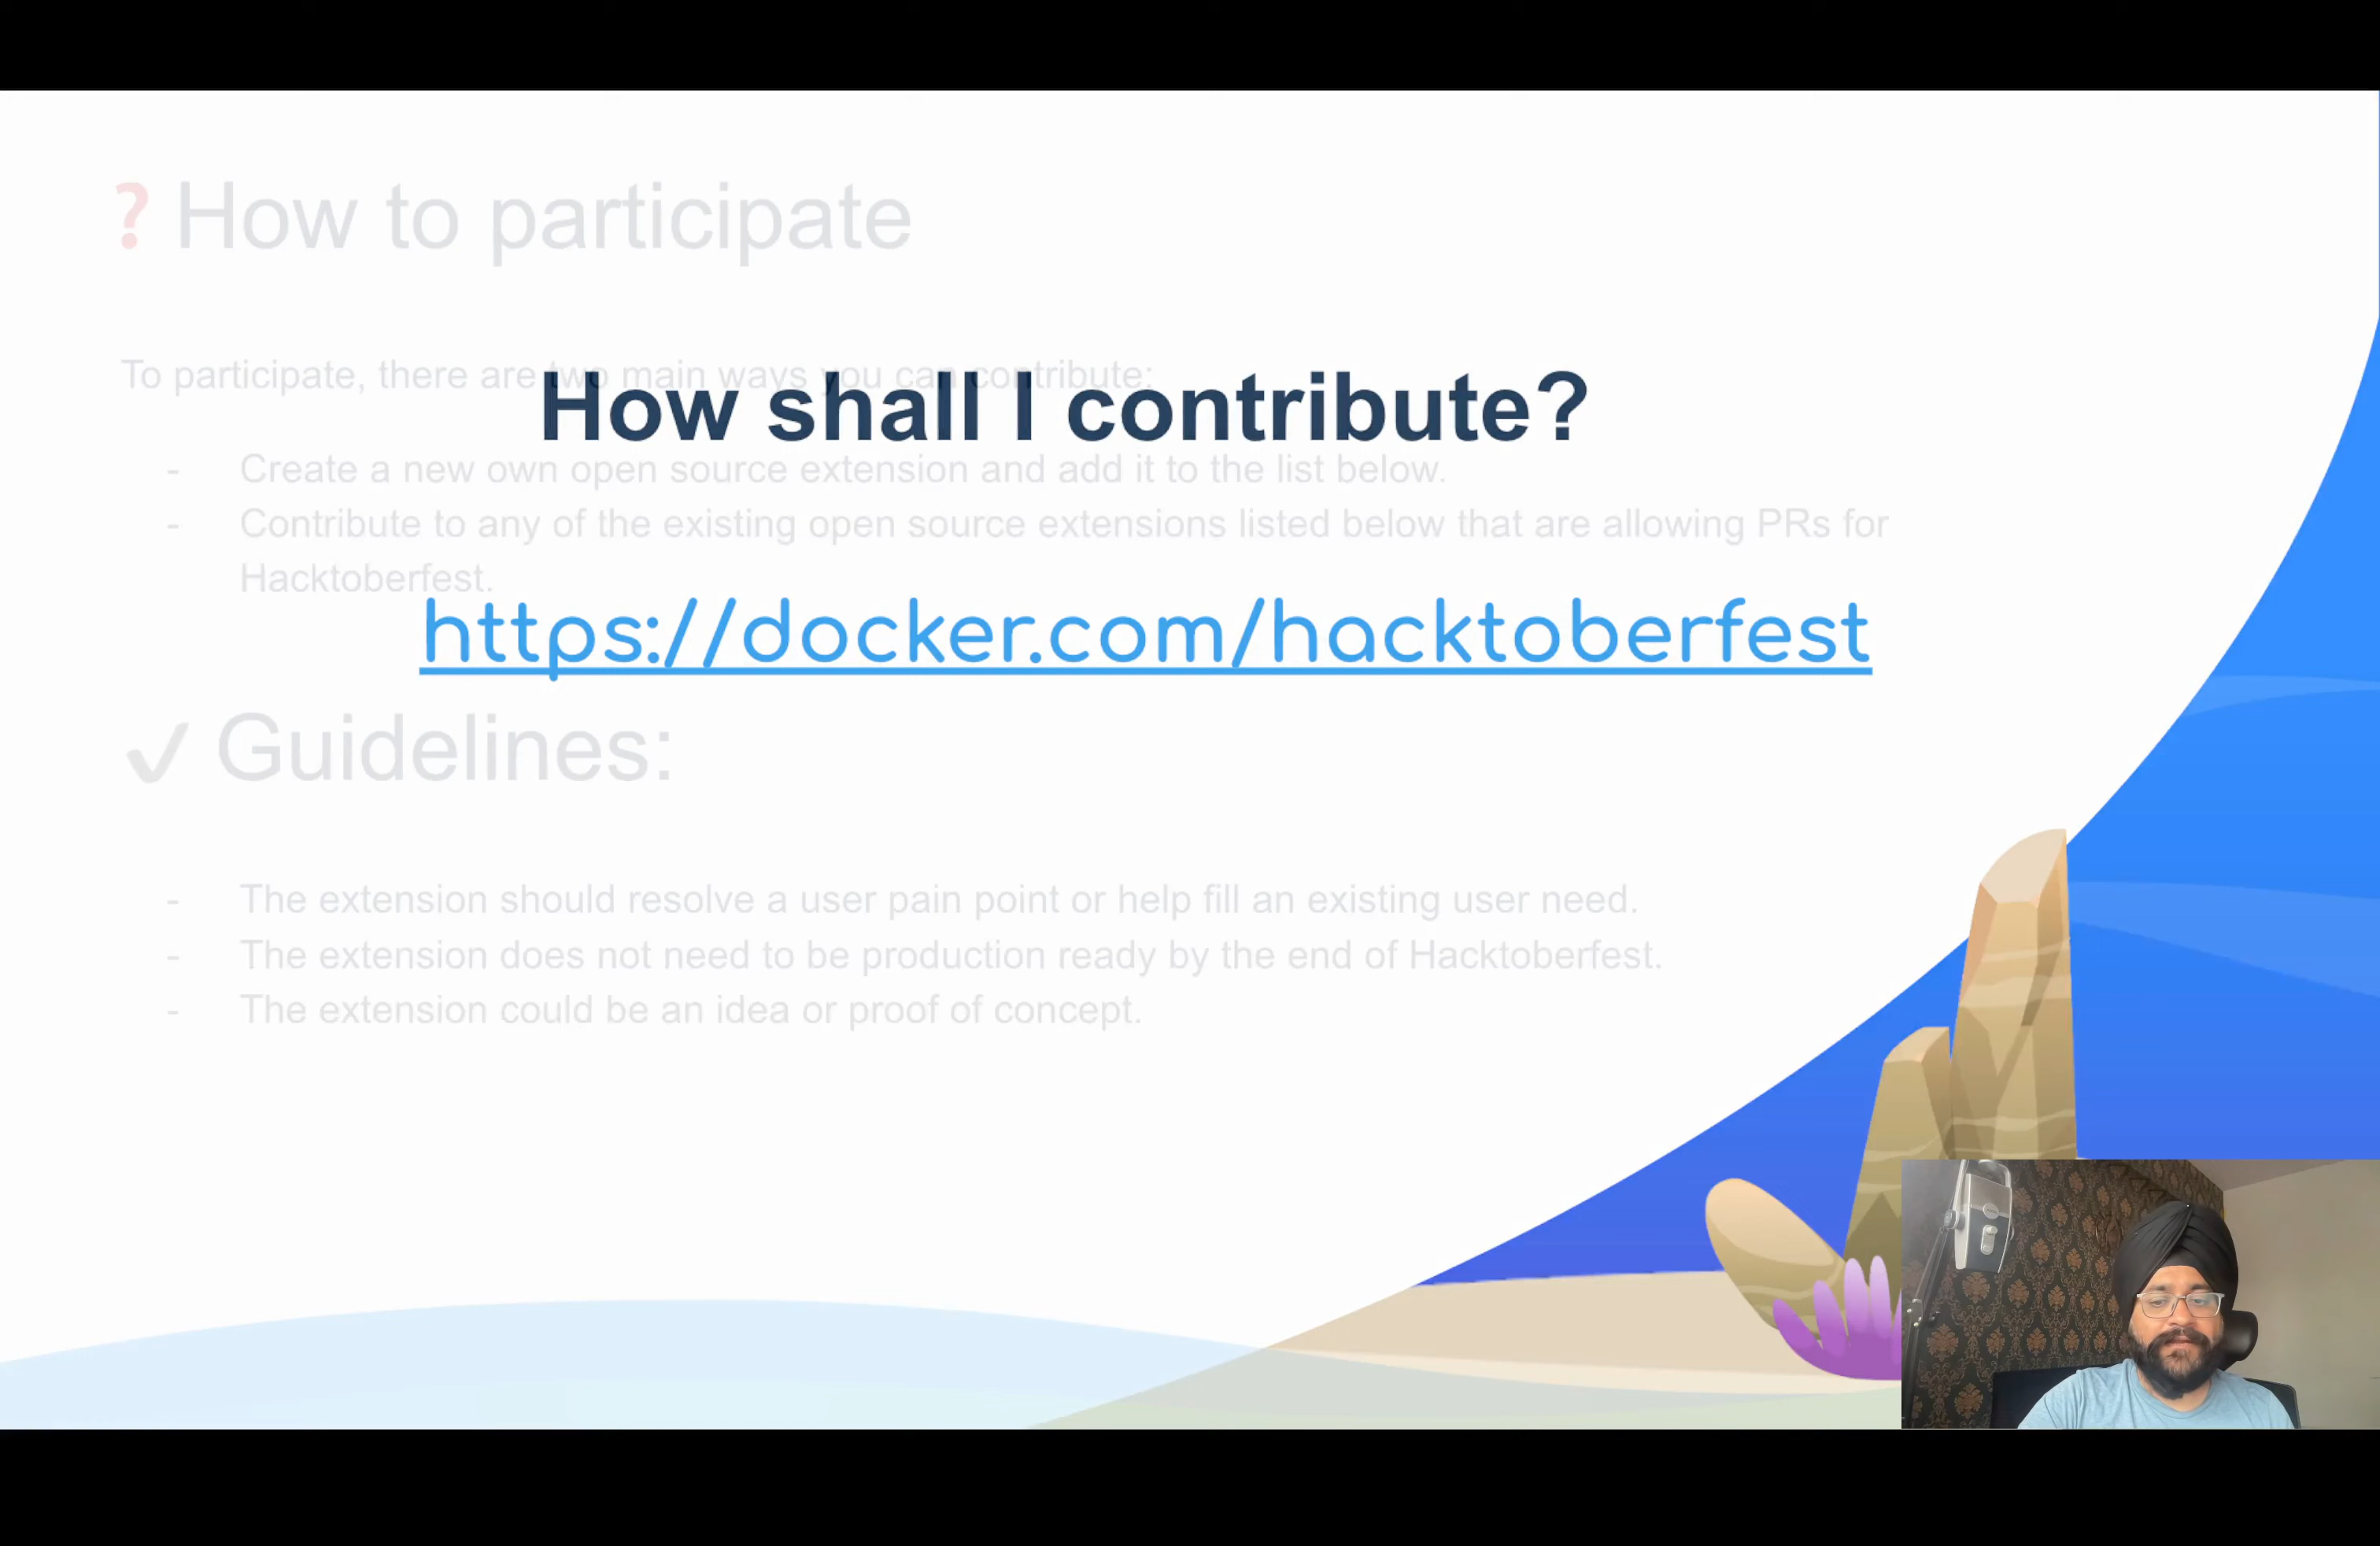 ❓ How to participate
To participate, there are two main ways you can contribute:
How shall I contribute?
- Create a new own open source extension and add it to the list below.
- Contribute to any of the existing open source extensions listed below that are allowing PRs for
Hacktoberfest.
https://docker.com/hacktoberfest
✔ Guidelines:
- The extension should resolve a user pain point or help fill an existing user need.
- The extension does not need to be production ready by the end of Hacktoberfest.
- The extension could be an idea or proof of concept.